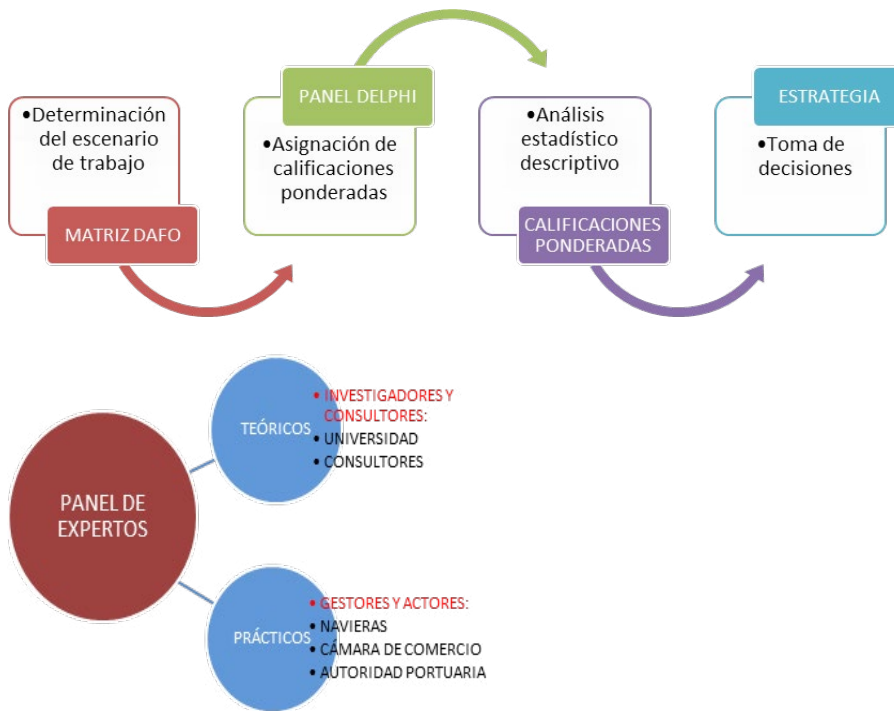 •Determinación
del escenario
de trabajo
MATRIZ DAFO
PANEL DELPHI
•Asignación de
calificaciones
ponderadas
•Análisis
estadístico
descriptivo
CALIFICACIONES
PONDERADAS
ESTRATEGIA
•Toma de
decisiones
PANEL DE
EXPERTOS
TEÓRICOS
• INVESTIGADORES Y
CONSULTORES:
• UNIVERSIDAD
• CONSULTORES
PRÁCTICOS
• GESTORES Y ACTORES:
• NAVIERAS
• CÁMARA DE COMERCIO
• AUTORIDAD PORTUARIA